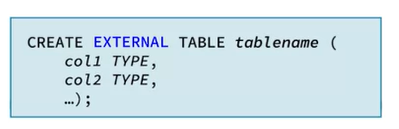 CREATE EXTERNAL TABLE tablename (
col1 TYPE,
col2 TYPE,
…);